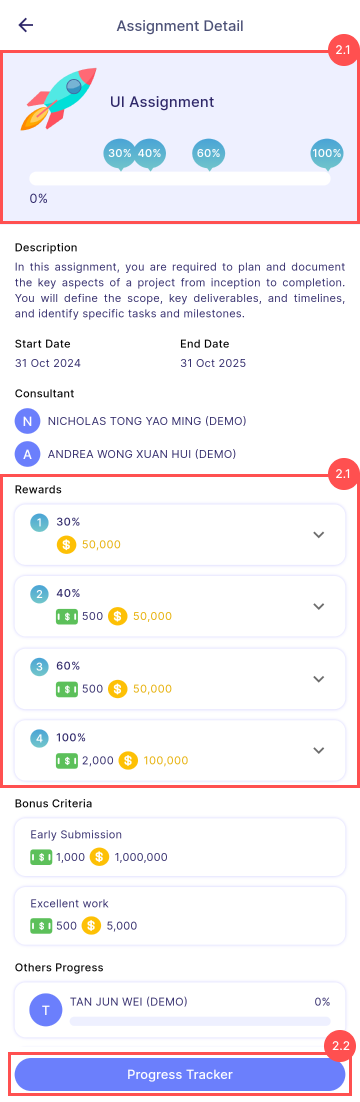 Assignment Detail
2.1
UI Assignment
30% 40% 60% 100%
0%
Description
In this assignment, you are required to plan and document
the key aspects of a project from inception to completion.
You will define the scope, key deliverables, and timelines,
and identify specific tasks and milestones.
Start Date End Date
31 Oct 2024 31 Oct 2025
Consultant
N NICHOLAS TONG YAO MING (DEMO)
A ANDREA WONG XUAN HUI (DEMO)
2.1
Rewards
1 30%
$ 50,000
2 40%
$ 500 $ 50,000
3 60%
$ 500 $ 50,000
4 100%
$ 2,000 $ 100,000
Bonus Criteria
Early Submission
$ 1,000 $ 1,000,000
Excellent work
$ 500 $ 5,000
Others Progress
T TAN JUN WEI (DEMO) 0%
2.2
Progress Tracker